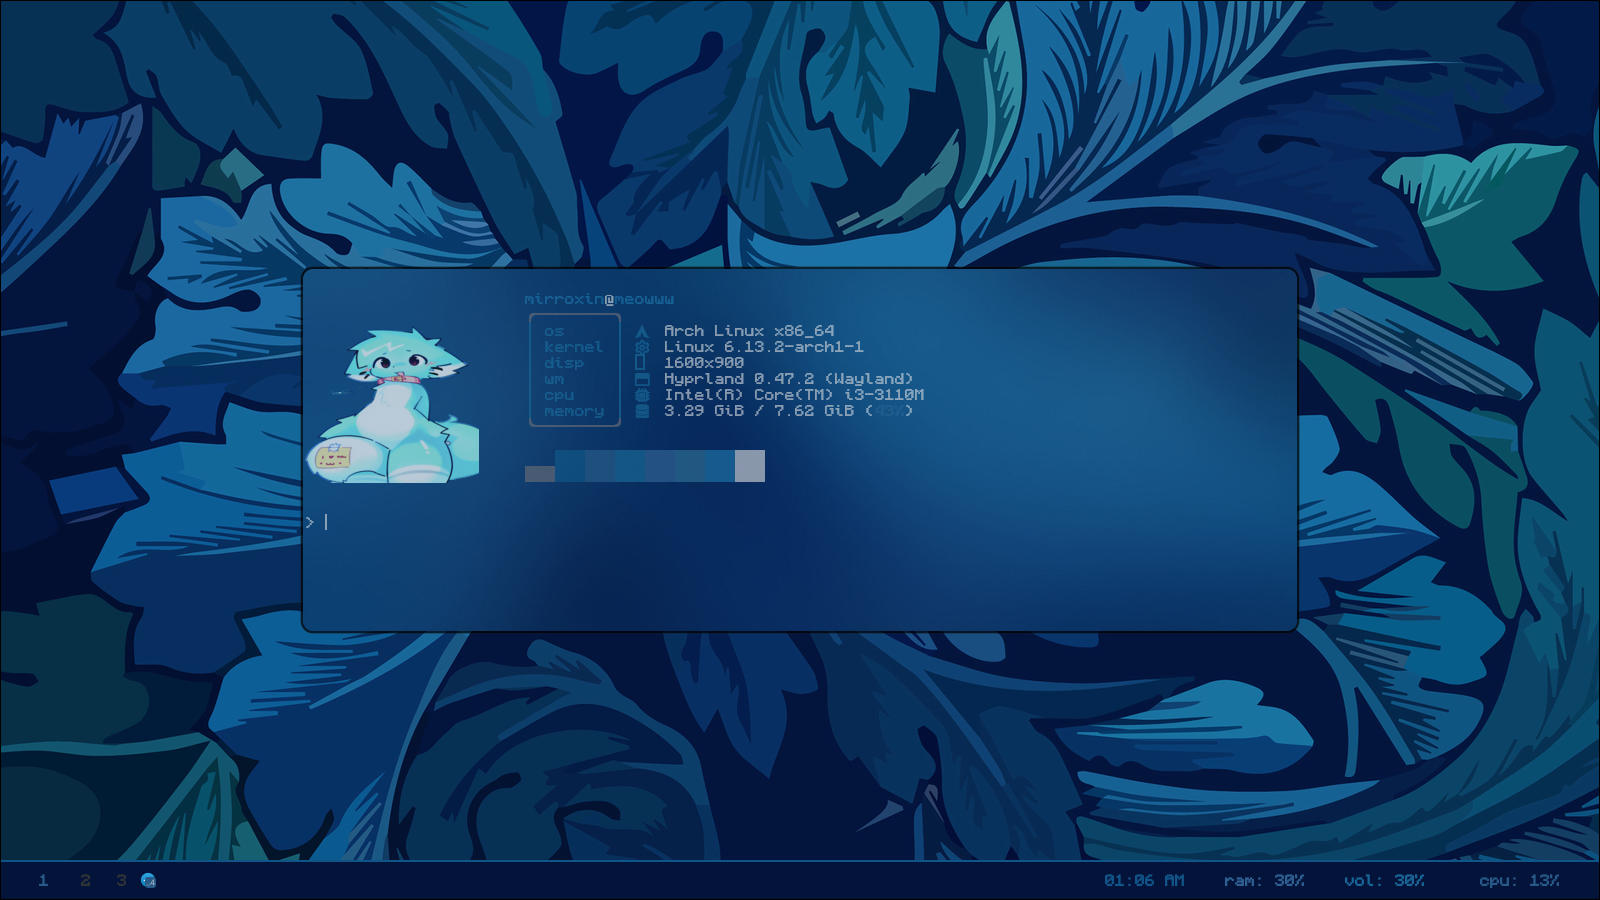 mirroxin@meowww
os Arch Linux x86_64
kernel Linux 6.13.2-arch1-1
disp 1600x900
wm Hyprland 0.47.2 (Wayland)
cpu Intel(R) Core(TM) i3-3110M
memory 3.29 GiB / 7.62 GiB (43%)
> 
1 2 3 4 01:06 AM ram: 30% vol: 30% cpu: 13%